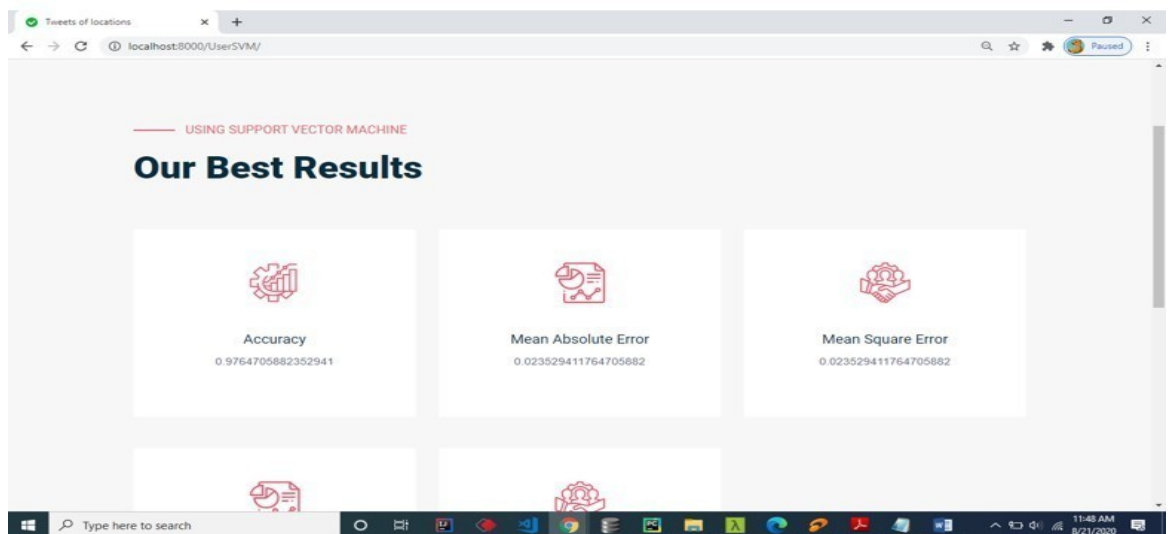 Tweets of locations
localhost:8000/UserSVM/
Paused
USING SUPPORT VECTOR MACHINE
Our Best Results
Accuracy
0.9764705882352941
Mean Absolute Error
0.023529411764705882
Mean Square Error
0.023529411764705882
Type here to search
11:48 AM
8/21/2020